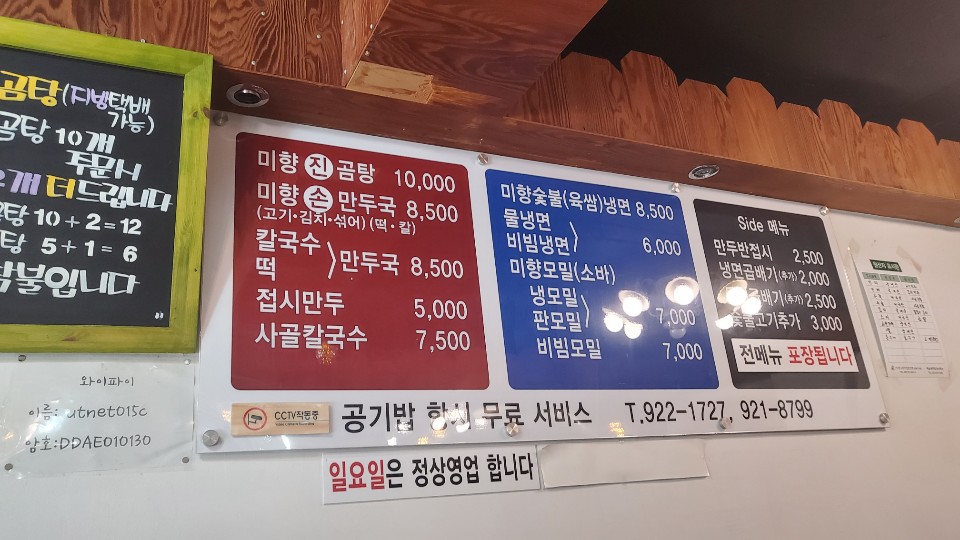 곰탕(지방택배
가능)
곰탕 10개
주문시
2개 더 드립니다
곰탕 10+2=12
곰탕 5+1=6
착불입니다
와이파이
이름: utnet015c
암호:DDAE010130
미향 진 곰탕 10,000
미향 손 만두국 8,500
(고기·김치·섞어) (떡·칼)
칼국수
떡
만두국 8,500
접시만두 5,000
사골칼국수 7,500
미향숯불(육쌈)냉면 8,500
물냉면
비빔냉면
6,000
미향모밀(소바)
냉모밀
판모밀
7,000
비빔모밀 7,000
Side 메뉴
만두반접시 2,500
냉면곱배기(추가) 2,000
곱배기(추가) 2,500
숯불고기추가 3,000
전메뉴 포장됩니다
CCTV작동중
공기밥 항시 무료 서비스 T.922-1727, 921-8799
일요일은 정상영업 합니다